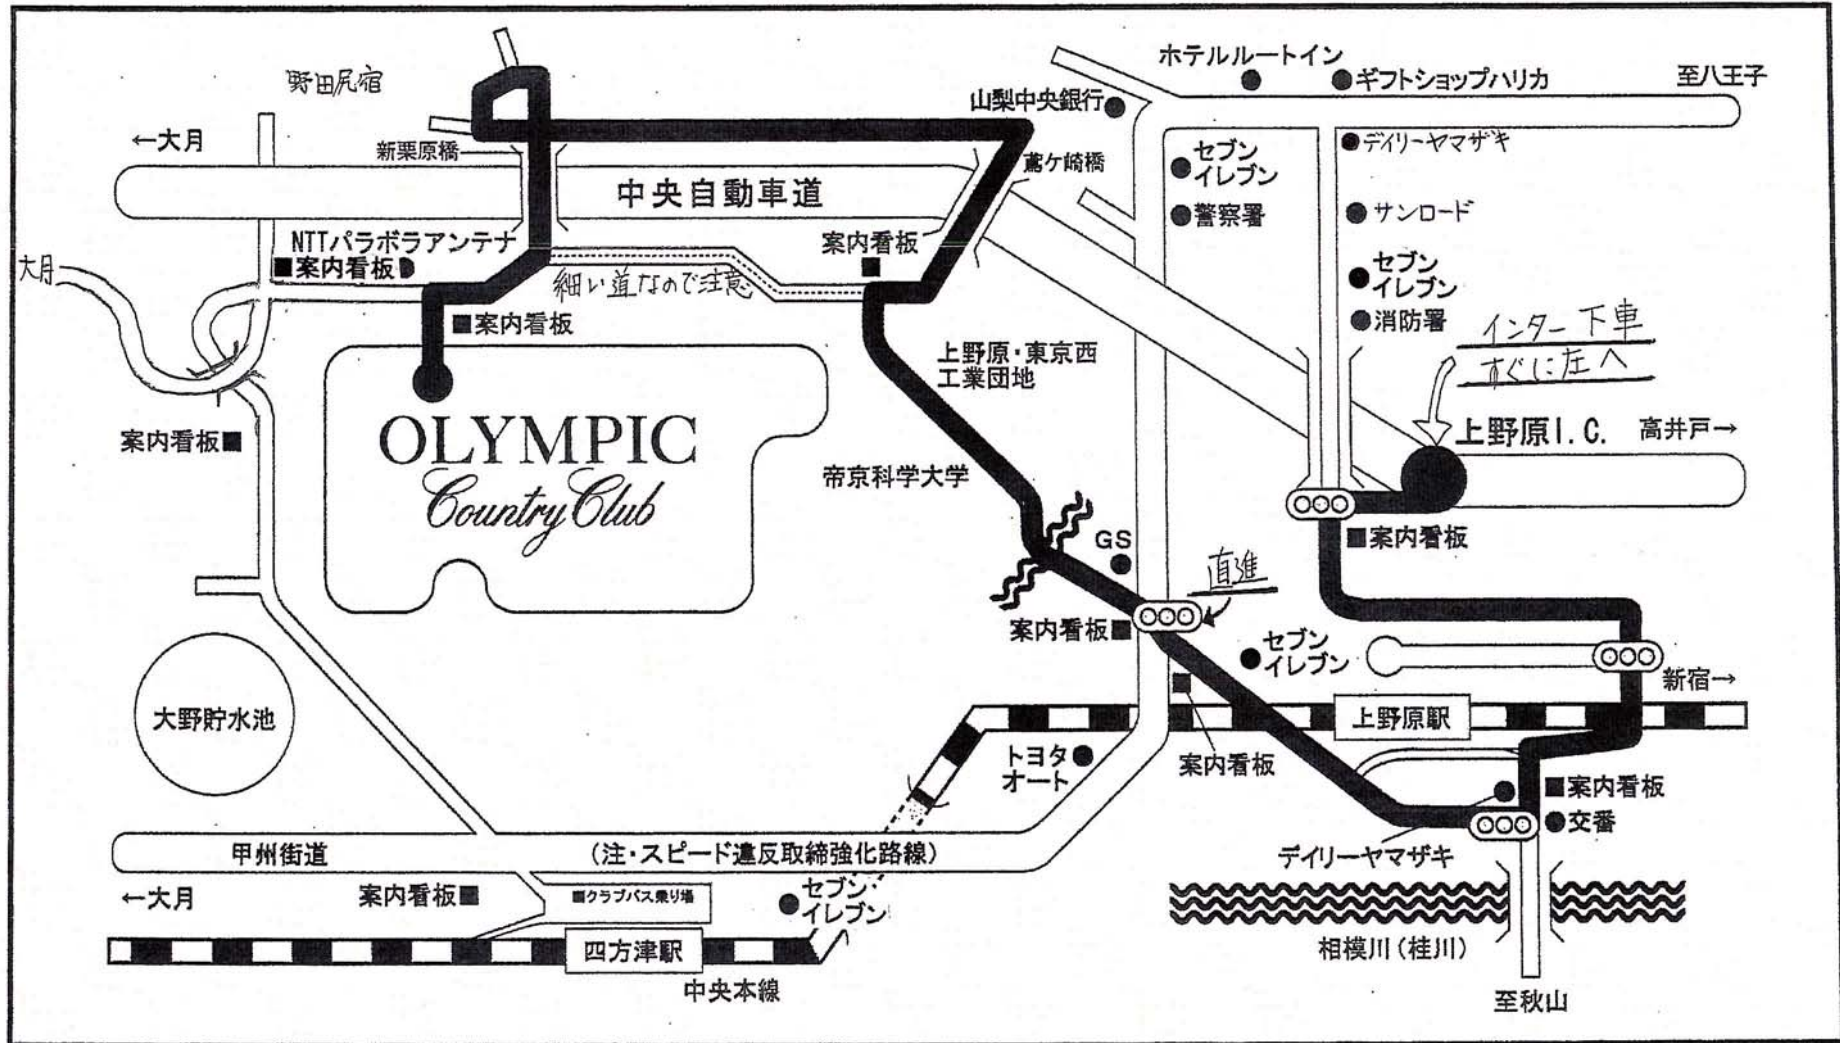 ホテルルートイン
ギフトショップハリカ
至八王子
野田尻宿
山梨中央銀行
←大月
新栗原橋
鳶ケ崎橋
セブン
イレブン
デイリーヤマザキ
中央自動車道
警察署
サンロード
NTTパラボラアンテナ
案内看板
案内看板
大月
細い道なので注意
セブン
イレブン
消防署
案内看板
インター下車
すぐに左へ
上野原・東京西
工業団地
案内看板
OLYMPIC
Country Club
上野原I.C.
高井戸→
帝京科学大学
GS
案内看板
直進
案内看板
セブン
イレブン
新宿→
大野貯水池
上野原駅
トヨタ
オート
案内看板
案内看板
交番
甲州街道
(注・スピード違反取締強化路線)
デイリーヤマザキ
←大月
案内看板
クラブバス乗り場
セブン
イレブン
四方津駅
中央本線
相模川(桂川)
至秋山